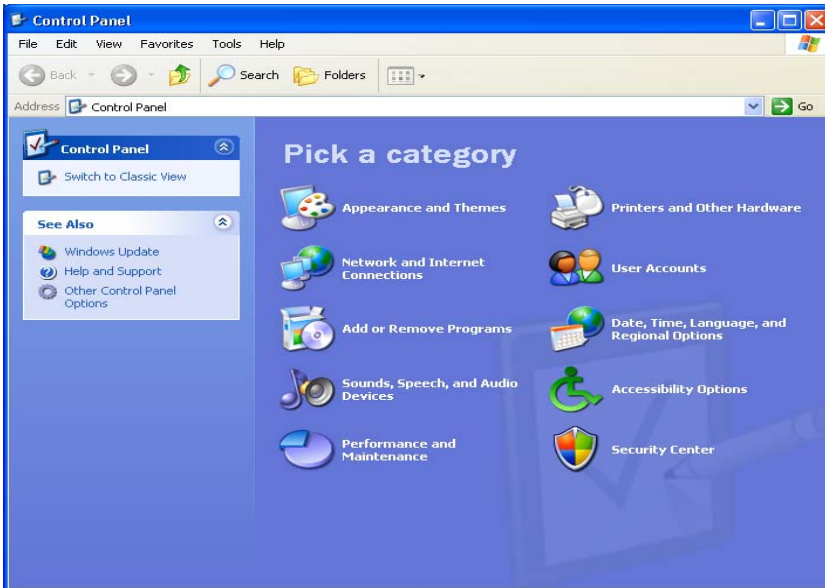 Control Panel
File Edit View Favorites Tools Help
Back Search Folders
Address Control Panel Go
Control Panel
Switch to Classic View
See Also
Windows Update
Help and Support
Other Control Panel
Options
Pick a category
Appearance and Themes
Printers and Other Hardware
Network and Internet
Connections
User Accounts
Add or Remove Programs
Date, Time, Language, and
Regional Options
Sounds, Speech, and Audio
Devices
Accessibility Options
Performance and
Maintenance
Security Center